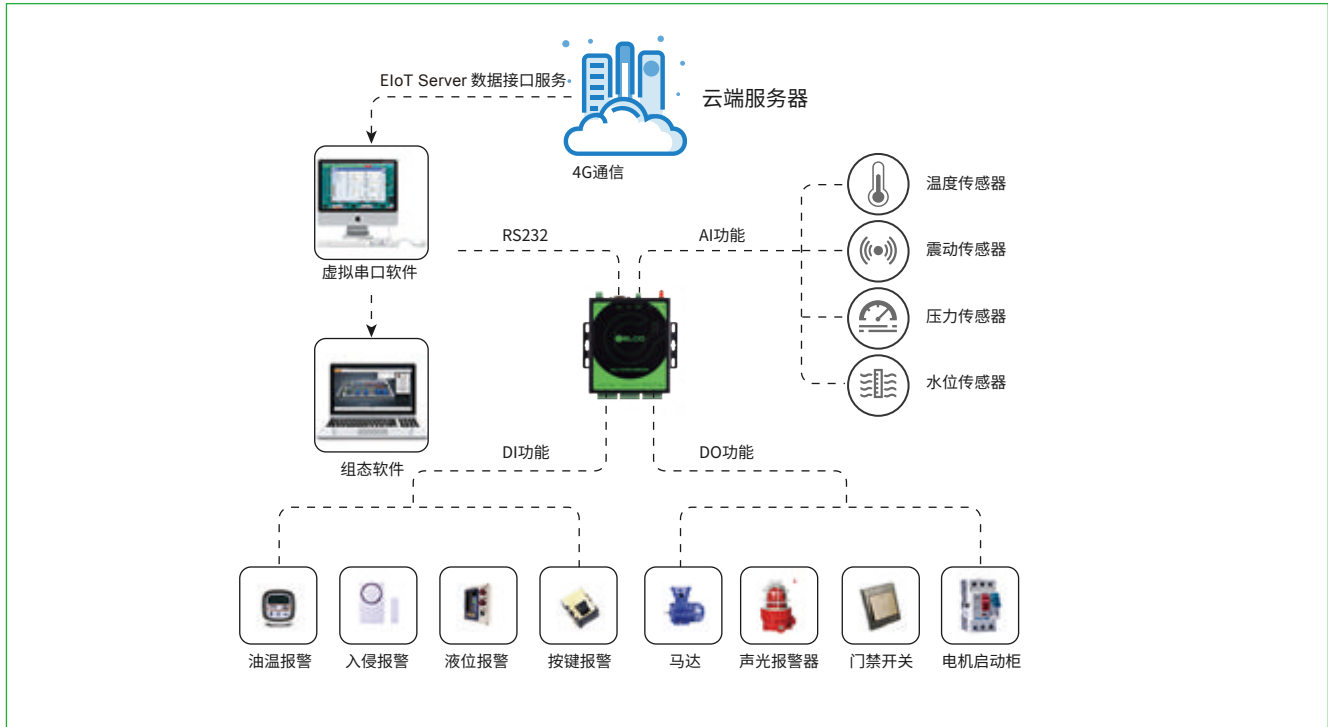 EIoT Server 数据接口服务
云端服务器
4G通信
温度传感器
RS232
AI功能
震动传感器
虚拟串口软件
压力传感器
ELCO
水位传感器
DI功能
DO功能
组态软件
油温报警
入侵报警
液位报警
按键报警
马达
声光报警器
门禁开关
电机启动柜